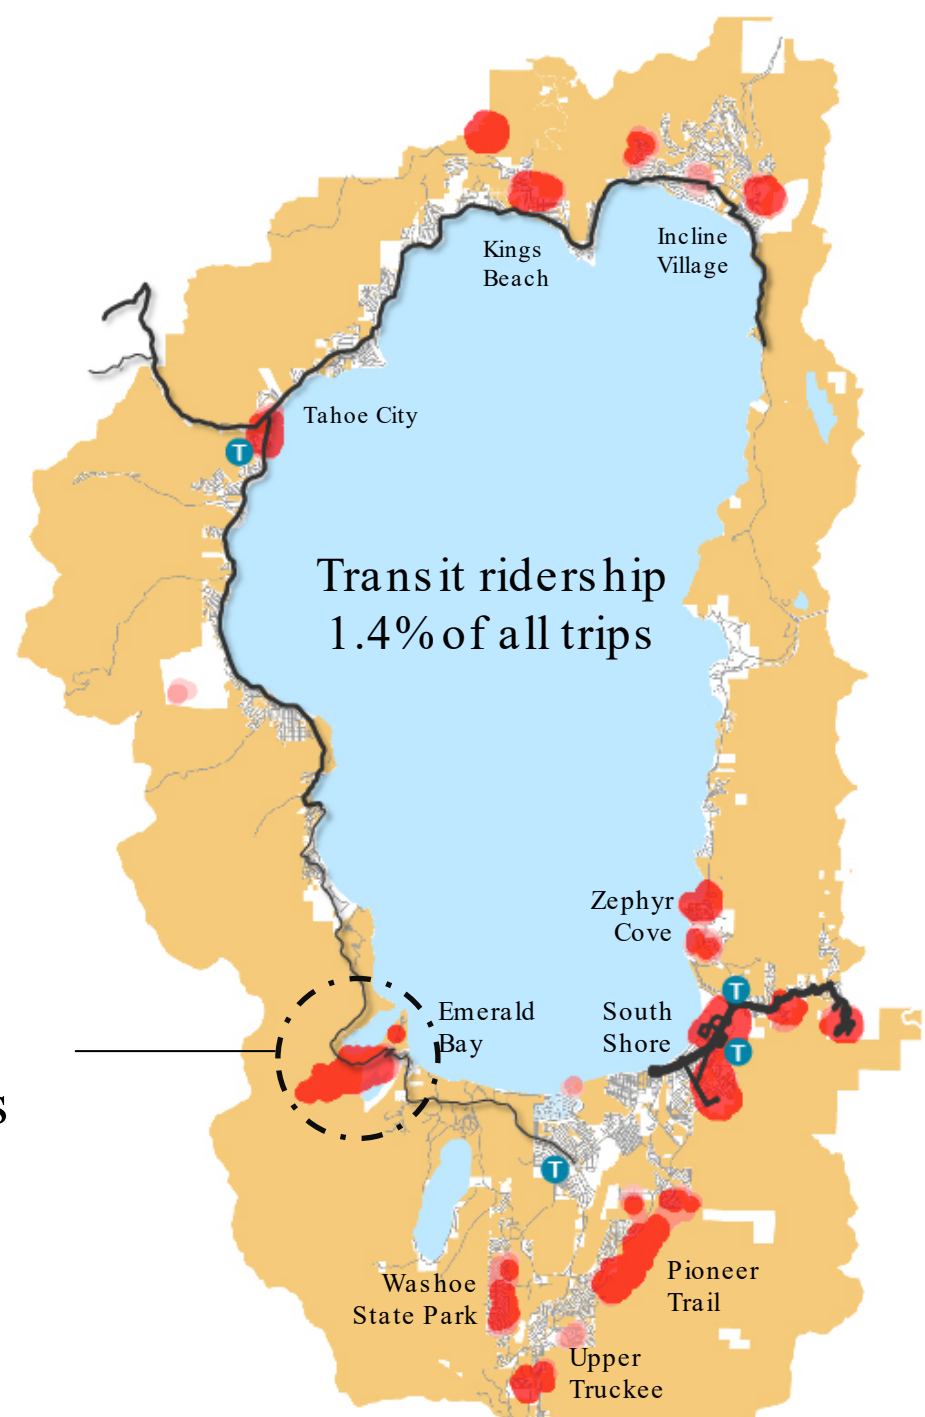 Kings
Beach
Incline
Village
Tahoe City
T
Transit ridership
1.4% of all trips
Zephyr
Cove
T
Emerald
Bay
South
Shore
T
s
T
Washoe
State Park
Pioneer
Trail
Upper
Truckee